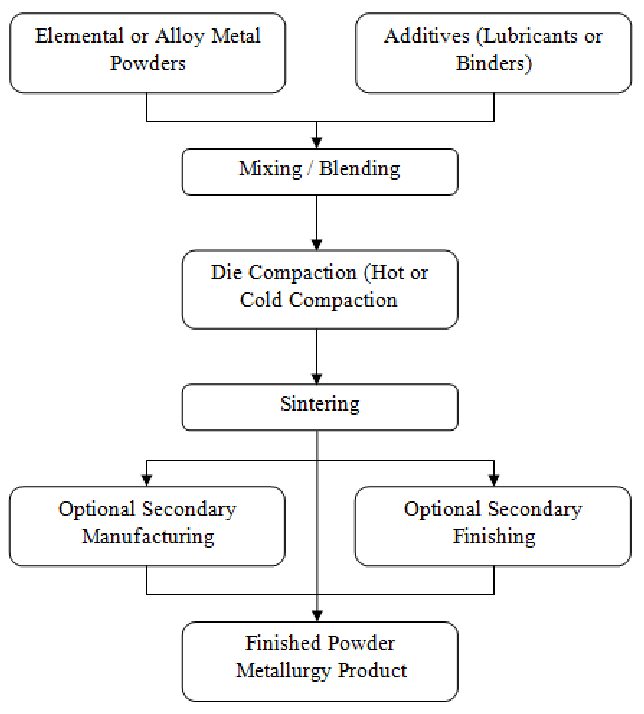 Elemental or Alloy Metal
Powders
Additives (Lubricants or
Binders)
Mixing / Blending
Die Compaction (Hot or
Cold Compaction
Sintering
Optional Secondary
Manufacturing
Optional Secondary
Finishing
Finished Powder
Metallurgy Product